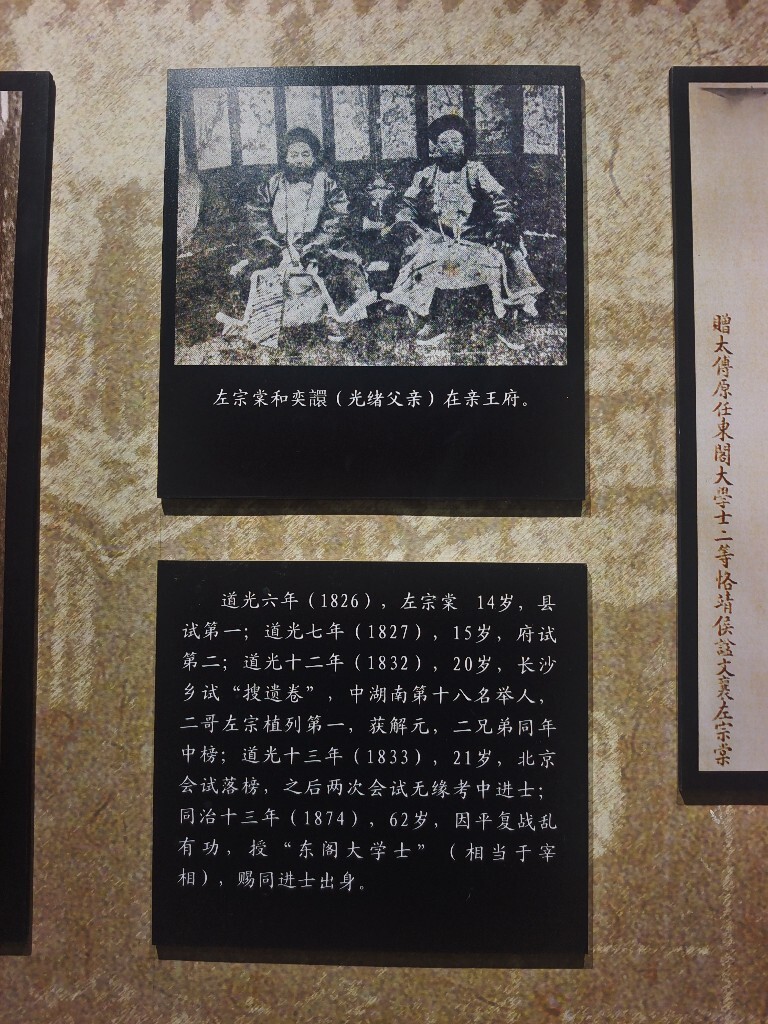 左宗棠和奕譞（光绪父亲）在亲王府。
道光六年（1826），左宗棠 14岁，县
试第一；道光七年（1827），15岁，府试
第二；道光十二年（1832），20岁，长沙
乡试“搜遗卷”，中湖南第十八名举人，
二哥左宗植列第一，获解元，二兄弟同年
中榜；道光十三年（1833），21岁，北京
会试落榜，之后两次会试无缘考中进士；
同治十三年（1874），62岁，因平复战乱
有功，授“东阁大学士”（相当于宰
相），赐同进士出身。
贈太傅原任東閣大學士二等恪靖侯諡文襄左宗棠